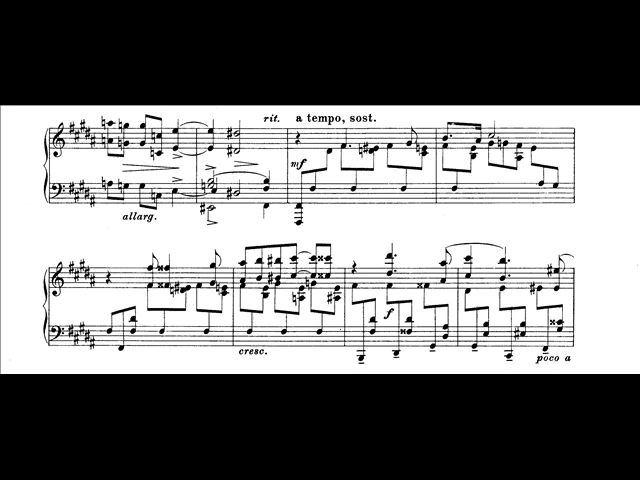 rit. a tempo, sost.
mf
allarg.
f
cresc. poco a